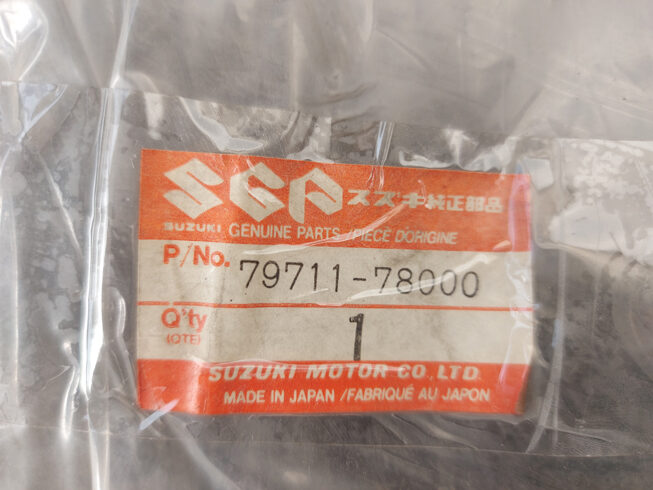 SGP スズキ純正部品
SUZUKI GENUINE PARTS / PIÈCE D'ORIGINE
P/No. 79711-78000
Q'ty 1
(QTE)
SUZUKI MOTOR CO., LTD.
MADE IN JAPAN / FABRIQUÉ AU JAPON